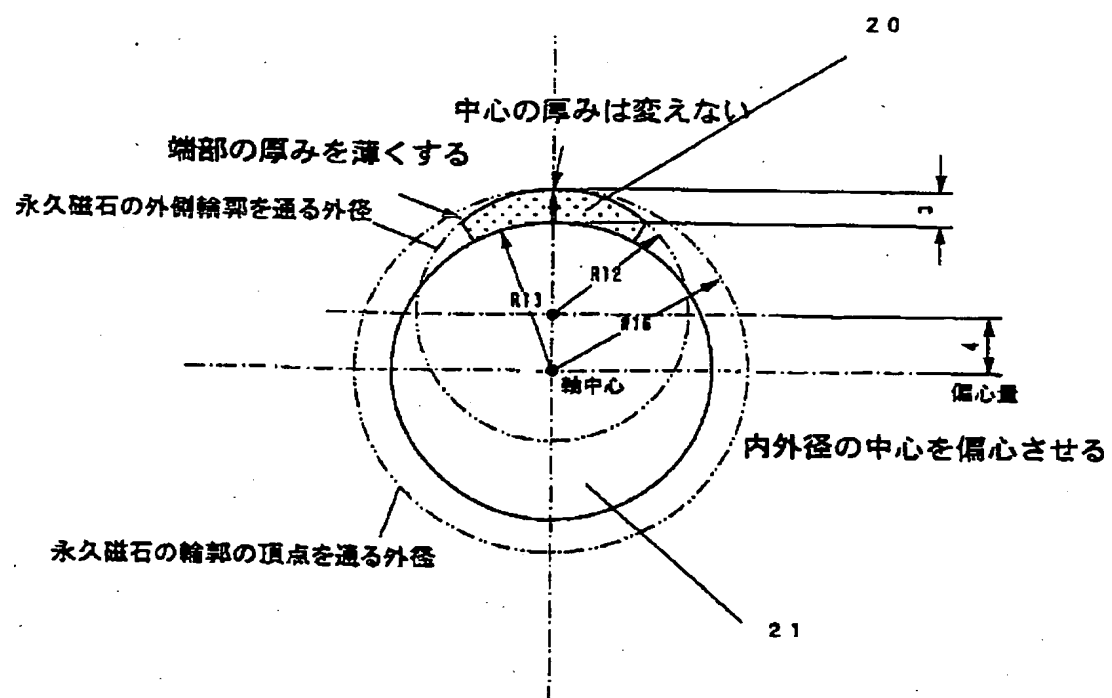 ２０
中心の厚みは変えない
端部の厚みを薄くする
永久磁石の外側輪郭を通る外径
3
R12
R13
R16
4
軸中心
偏心量
内外径の中心を偏心させる
永久磁石の輪郭の頂点を通る外径
２１